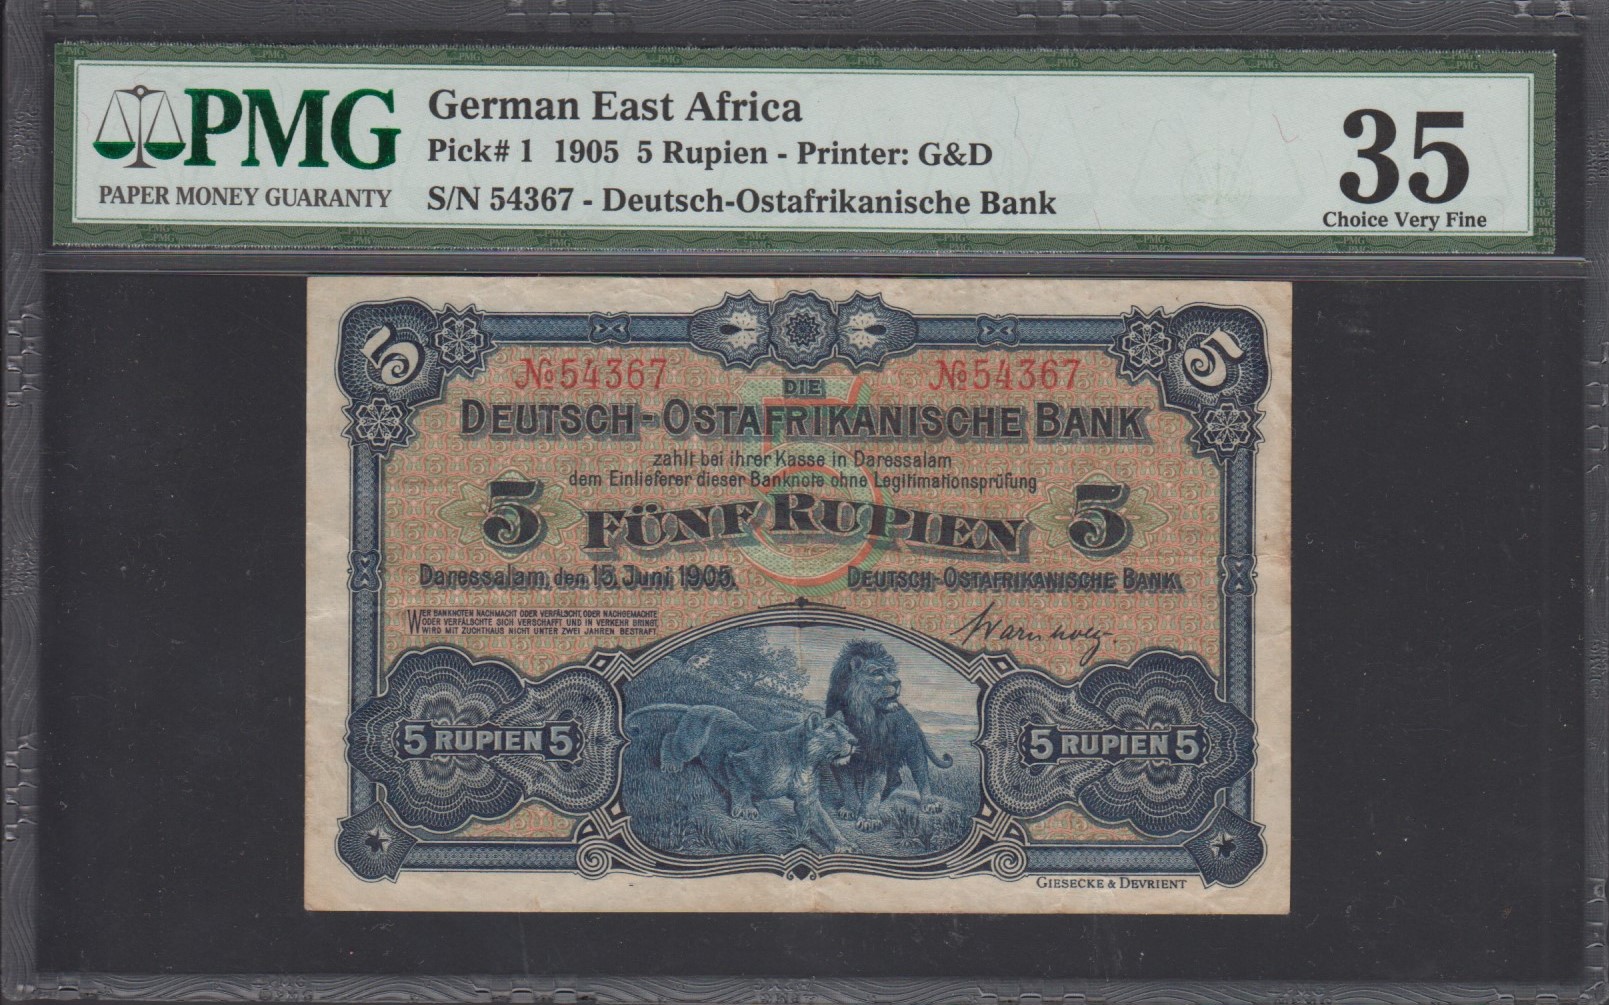 PMG
PAPER MONEY GUARANTY
German East Africa
Pick# 1 1905 5 Rupien - Printer: G&D
S/N 54367 - Deutsch-Ostafrikanische Bank
35
Choice Very Fine
5 5
№54367 №54367
DIE
DEUTSCH-OSTAFRIKANISCHE BANK
zahlt bei ihrer Kasse in Daressalam
dem Einlieferer dieser Banknote ohne Legitimationsprüfung
5 FÜNF RUPIEN 5
Daressalam, den 15. Juni 1905. DEUTSCH-OSTAFRIKANISCHE BANK.
WER BANKNOTEN NACHMACHT ODER VERFÄLSCHT, ODER NACHGEMACHTE
ODER VERFÄLSCHTE SICH VERSCHAFFT UND IN VERKEHR BRINGT,
WIRD MIT ZUCHTHAUS NICHT UNTER ZWEI JAHREN BESTRAFT.
5 RUPIEN 5 5 RUPIEN 5
GIESECKE & DEVRIENT